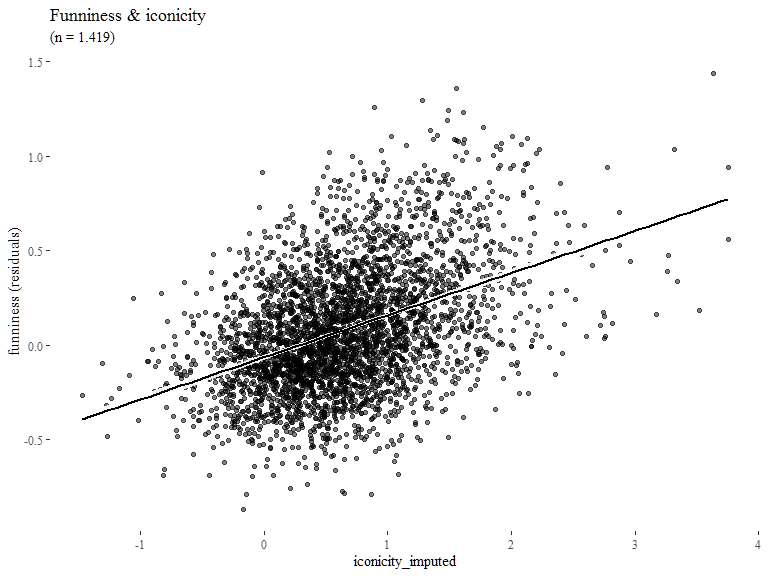 Funniness & iconicity
(n = 1.419)
1.5
1.0
0.5
0.0
-0.5
funniness (residuals)
-1 0 1 2 3 4
iconicity_imputed